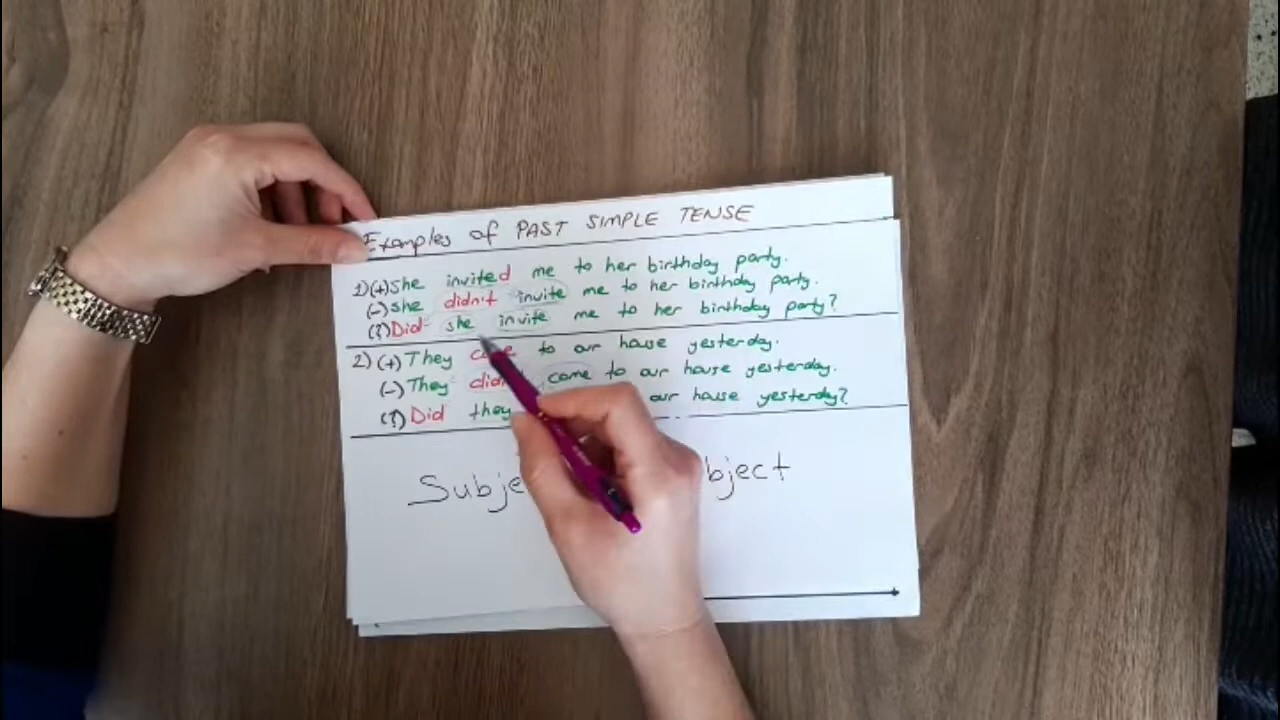 Examples of PAST SIMPLE TENSE
1) (+) She invited me to her birthday party.
(-) She didn't invite me to her birthday party.
(?) Did she invite me to her birthday party?
2) (+) They to our house yesterday.
(-) They come to our house yesterday.
(?) Did they our house yesterday?